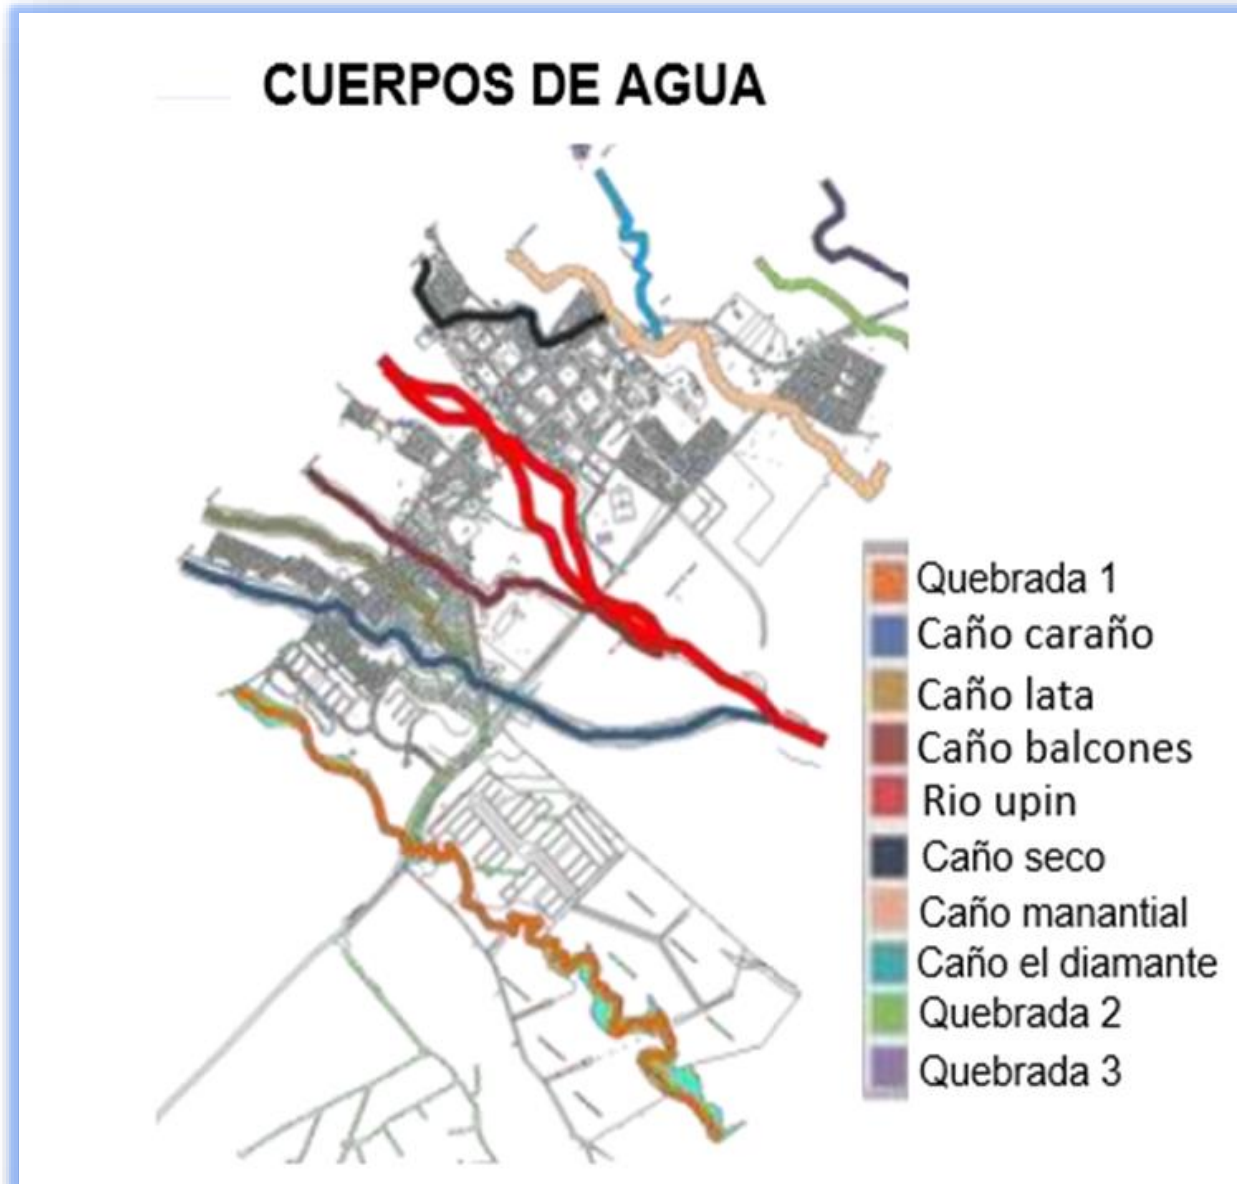 CUERPOS DE AGUA
Quebrada 1
Caño caraño
Caño lata
Caño balcones
Rio upin
Caño seco
Caño manantial
Caño el diamante
Quebrada 2
Quebrada 3